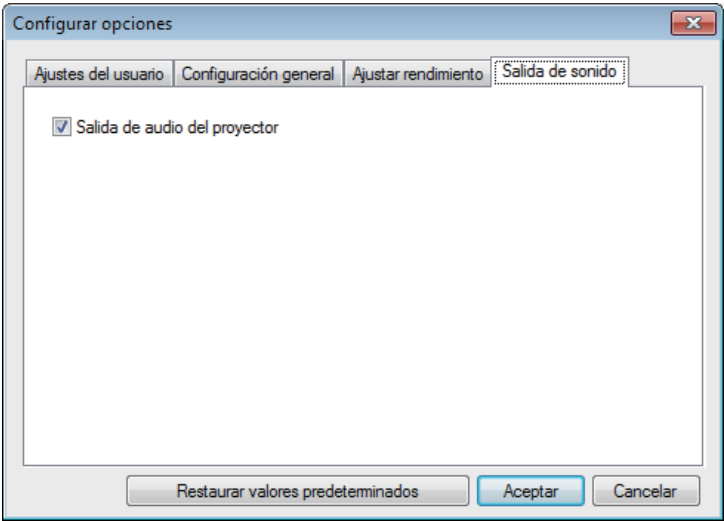 Configurar opciones
Ajustes del usuario Configuración general Ajustar rendimiento Salida de sonido
Salida de audio del proyector
Restaurar valores predeterminados Aceptar Cancelar